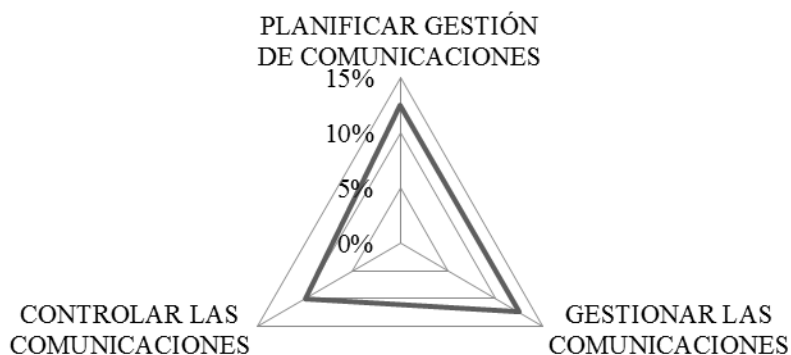 PLANIFICAR GESTIÓN
DE COMUNICACIONES
15%
10%
5%
0%
CONTROLAR LAS
COMUNICACIONES
GESTIONAR LAS
COMUNICACIONES